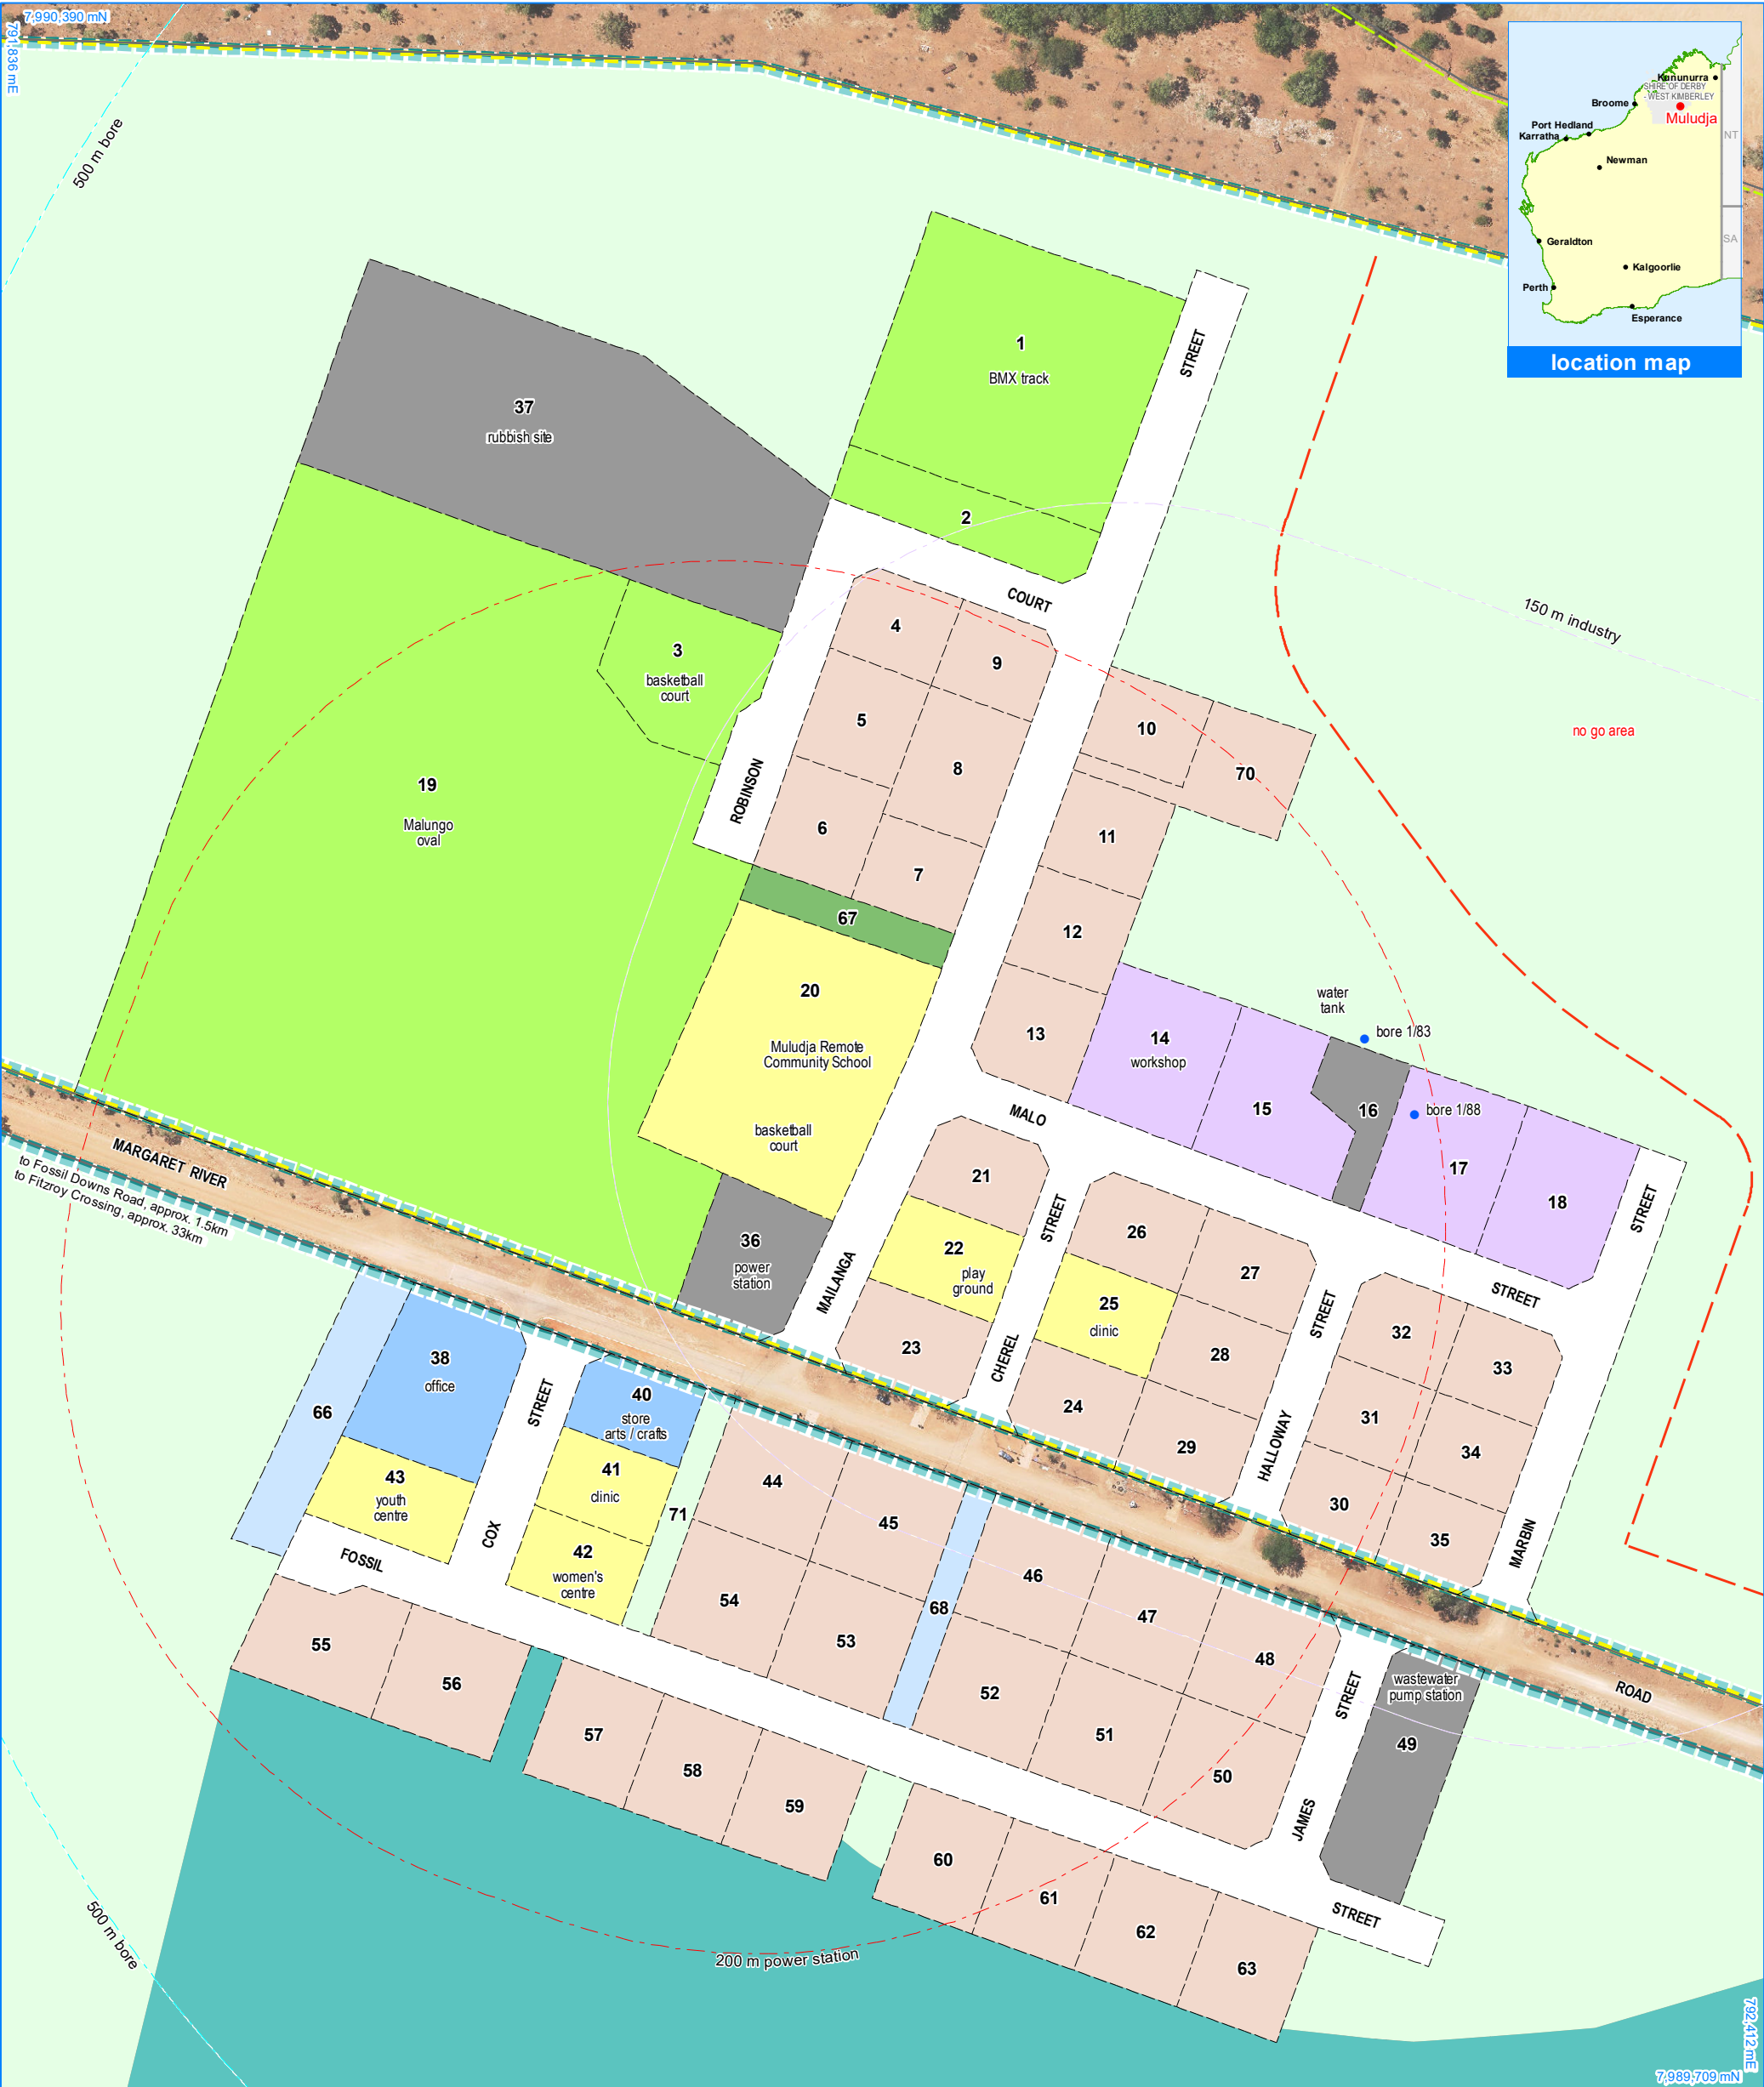 7,990,390 mN
791,836 mE
500 m bore
Kununurra
SHIRE OF DERBY
- WEST KIMBERLEY
Broome
Muludja
Port Hedland
Karratha
NT
Newman
SA
Geraldton
Kalgoorlie
Perth
Esperance
location map
1
BMX track
STREET
37
rubbish site
2
COURT
150 m industry
4
9
3
basketball
court
no go area
5
10
8
70
19
Malungo
oval
ROBINSON
6
11
7
67
12
20
Muludja Remote
Community School
13
14
workshop
water
tank
bore 1/83
15
16
bore 1/88
17
18
STREET
MALO
basketball
court
MARGARET RIVER
to Fossil Downs Road, approx. 1.5km
to Fitzroy Crossing, approx. 33km
21
STREET
26
27
22
play
ground
36
power
station
MAILANGA
25
clinic
STREET
STREET
32
33
23
CHEREL
28
24
31
29
HALLOWAY
34
30
35
MARBIN
38
office
STREET
40
store
arts / crafts
66
43
youth
centre
41
clinic
71
44
45
COX
42
women's
centre
FOSSIL
46
54
68
47
53
48
55
56
52
STREET
wastewater
pump station
ROAD
57
51
49
58
50
59
JAMES
60
61
STREET
62
63
200 m power station
500 m bore
792,412 mE
7,989,709 mN